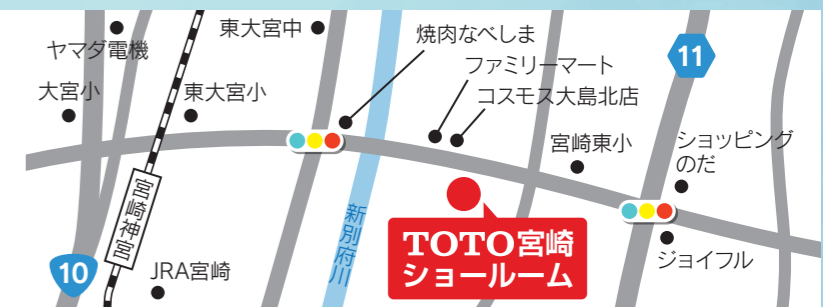 東大宮中
焼肉なべしま
ヤマダ電機
ファミリーマート
11
大宮小
東大宮小
コスモス大島北店
宮崎東小
ショッピング
のだ
宮崎神宮
新別府川
TOTO宮崎
ショールーム
ジョイフル
10
JRA宮崎